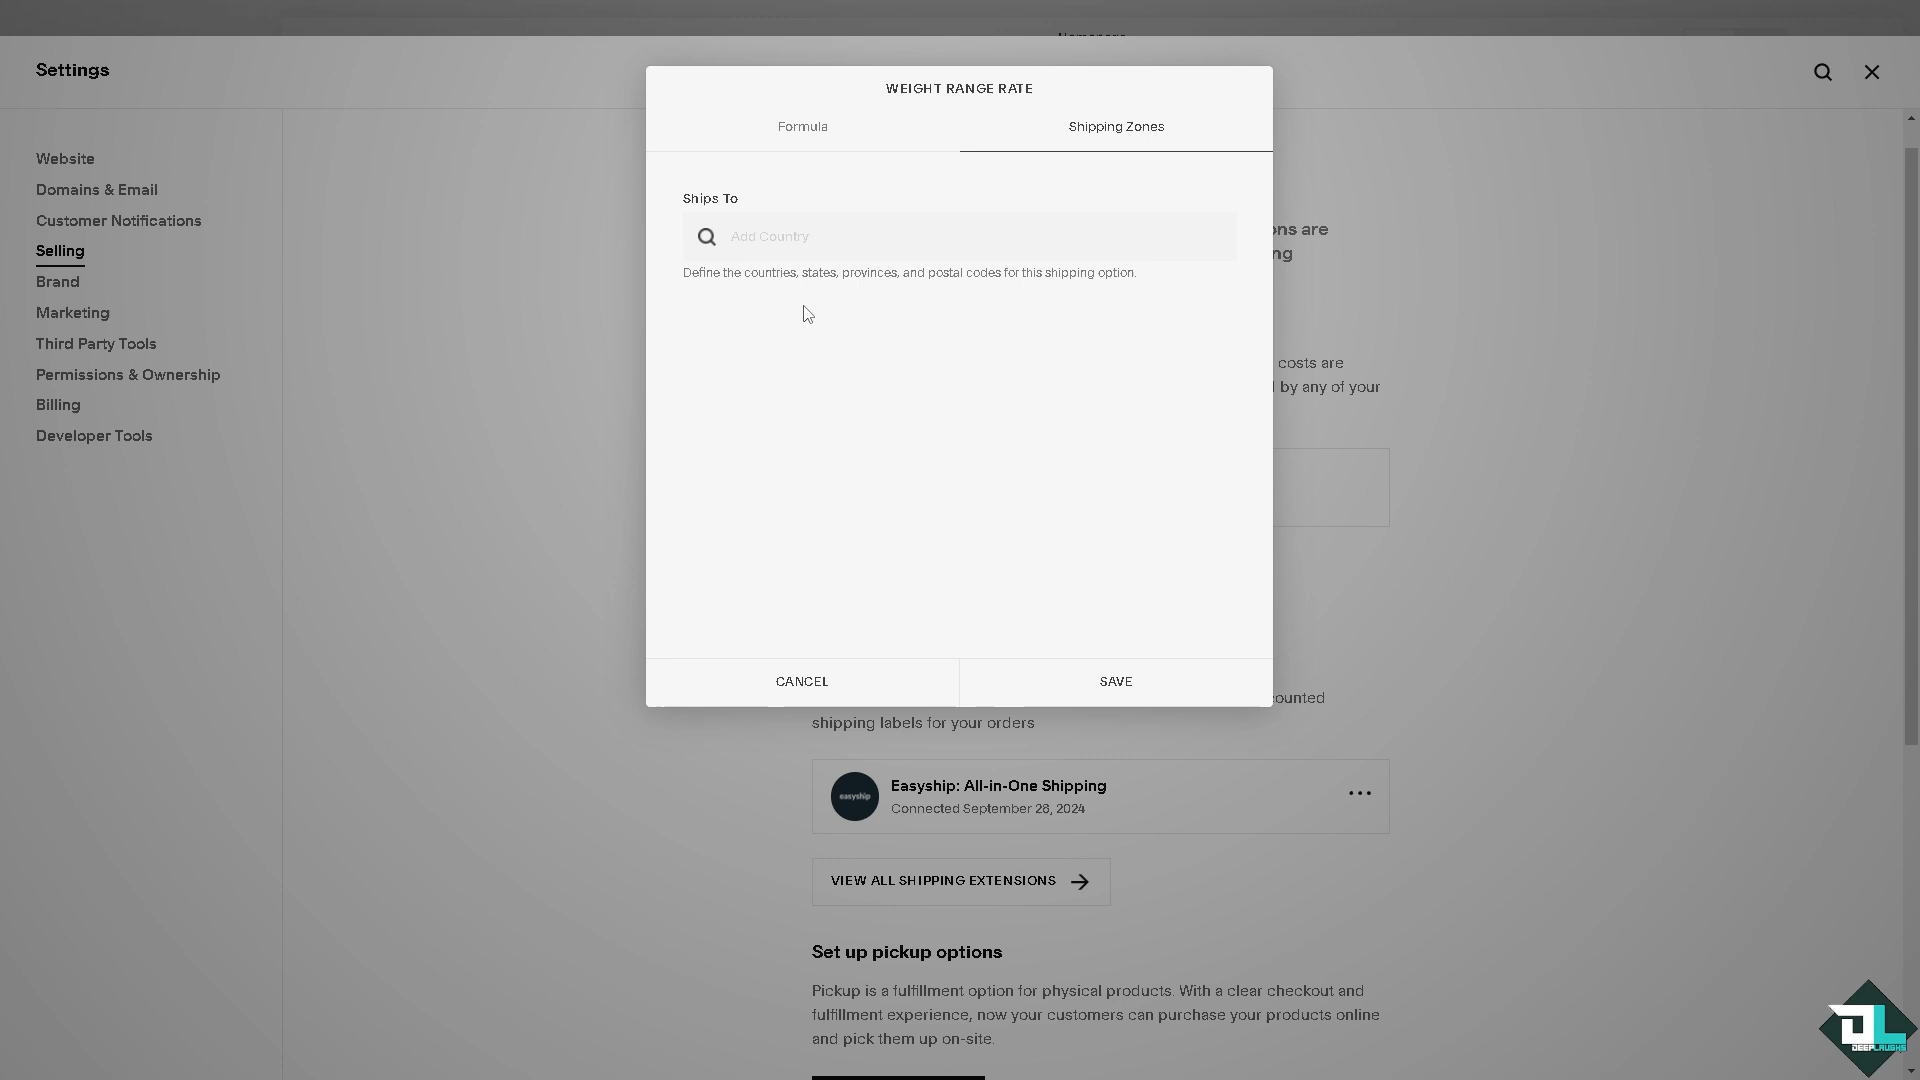 Settings
WEIGHT RANGE RATE
Formula
Shipping Zones
Website
Domains & Email
Customer Notifications
Selling
Brand
Marketing
Third Party Tools
Permissions & Ownership
Billing
Developer Tools
Ships To
Add Country
Define the countries, states, provinces, and postal codes for this shipping option.
ons are
ng
costs are
by any of your
CANCEL
SAVE
counted
shipping labels for your orders
easyship
Easyship: All-in-One Shipping
Connected September 28, 2024
VIEW ALL SHIPPING EXTENSIONS
Set up pickup options
Pickup is a fulfillment option for physical products. With a clear checkout and
fulfillment experience, now your customers can purchase your products online
and pick them up on-site.
DL
DEEPLAUGHS